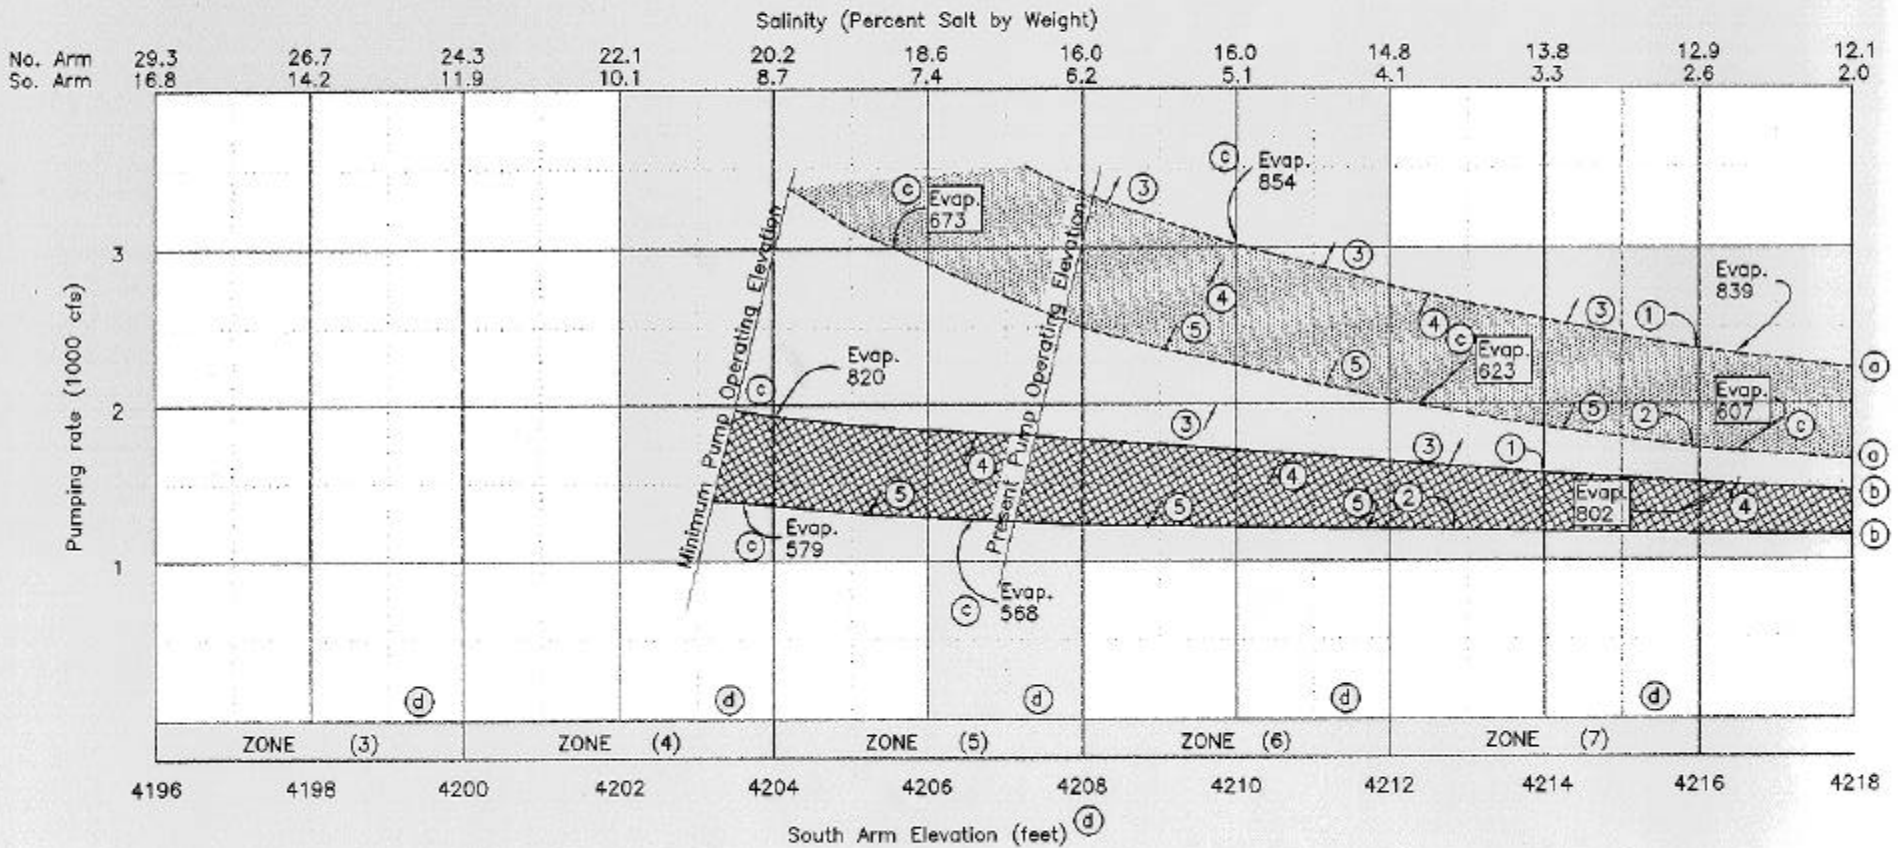 Salinity (Percent Salt by Weight)
No. Arm 29.3 26.7 24.3 22.1 20.2 18.6 16.0 16.0 14.8 13.8 12.9 12.1
So. Arm 16.8 14.2 11.9 10.1 8.7 7.4 6.2 5.1 4.1 3.3 2.6 2.0
Pumping rate (1000 cfs)
3
2
1
Minimum Pump Operating Elevation
Present Pump Operating Elevation
c Evap.
854
c Evap.
673
3
3
Evap.
839
4
5
4
c
Evap.
623
3
1
a
Evap.
820
c
5
Evap.
607
5
2
c
3
3
1
a
4
5
4
5
5
2
Evap.
802
4
b
b
c
Evap.
579
c
Evap.
568
d d d d d
ZONE (3) ZONE (4) ZONE (5) ZONE (6) ZONE (7)
4196 4198 4200 4202 4204 4206 4208 4210 4212 4214 4216 4218
South Arm Elevation (feet) d